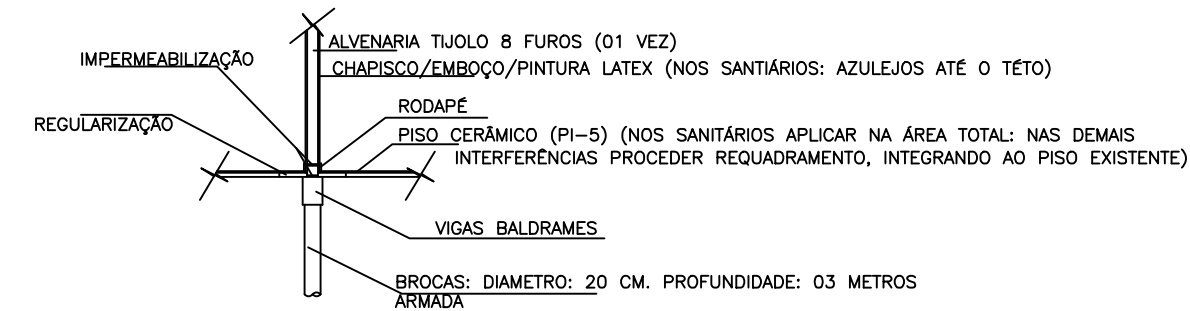 ALVENARIA TIJOLO 8 FUROS (01 VEZ)
IMPERMEABILIZAÇÃO
CHAPISCO/EMBOÇO/PINTURA LATEX (NOS SANTIÁRIOS: AZULEJOS ATÉ O TÉTO)
RODAPÉ
REGULARIZAÇÃO
PISO CERÂMICO (PI-5) (NOS SANITÁRIOS APLICAR NA ÁREA TOTAL: NAS DEMAIS
INTERFERÊNCIAS PROCEDER REQUADRAMENTO, INTEGRANDO AO PISO EXISTENTE)
VIGAS BALDRAMES
BROCAS: DIAMETRO: 20 CM. PROFUNDIDADE: 03 METROS
ARMADA